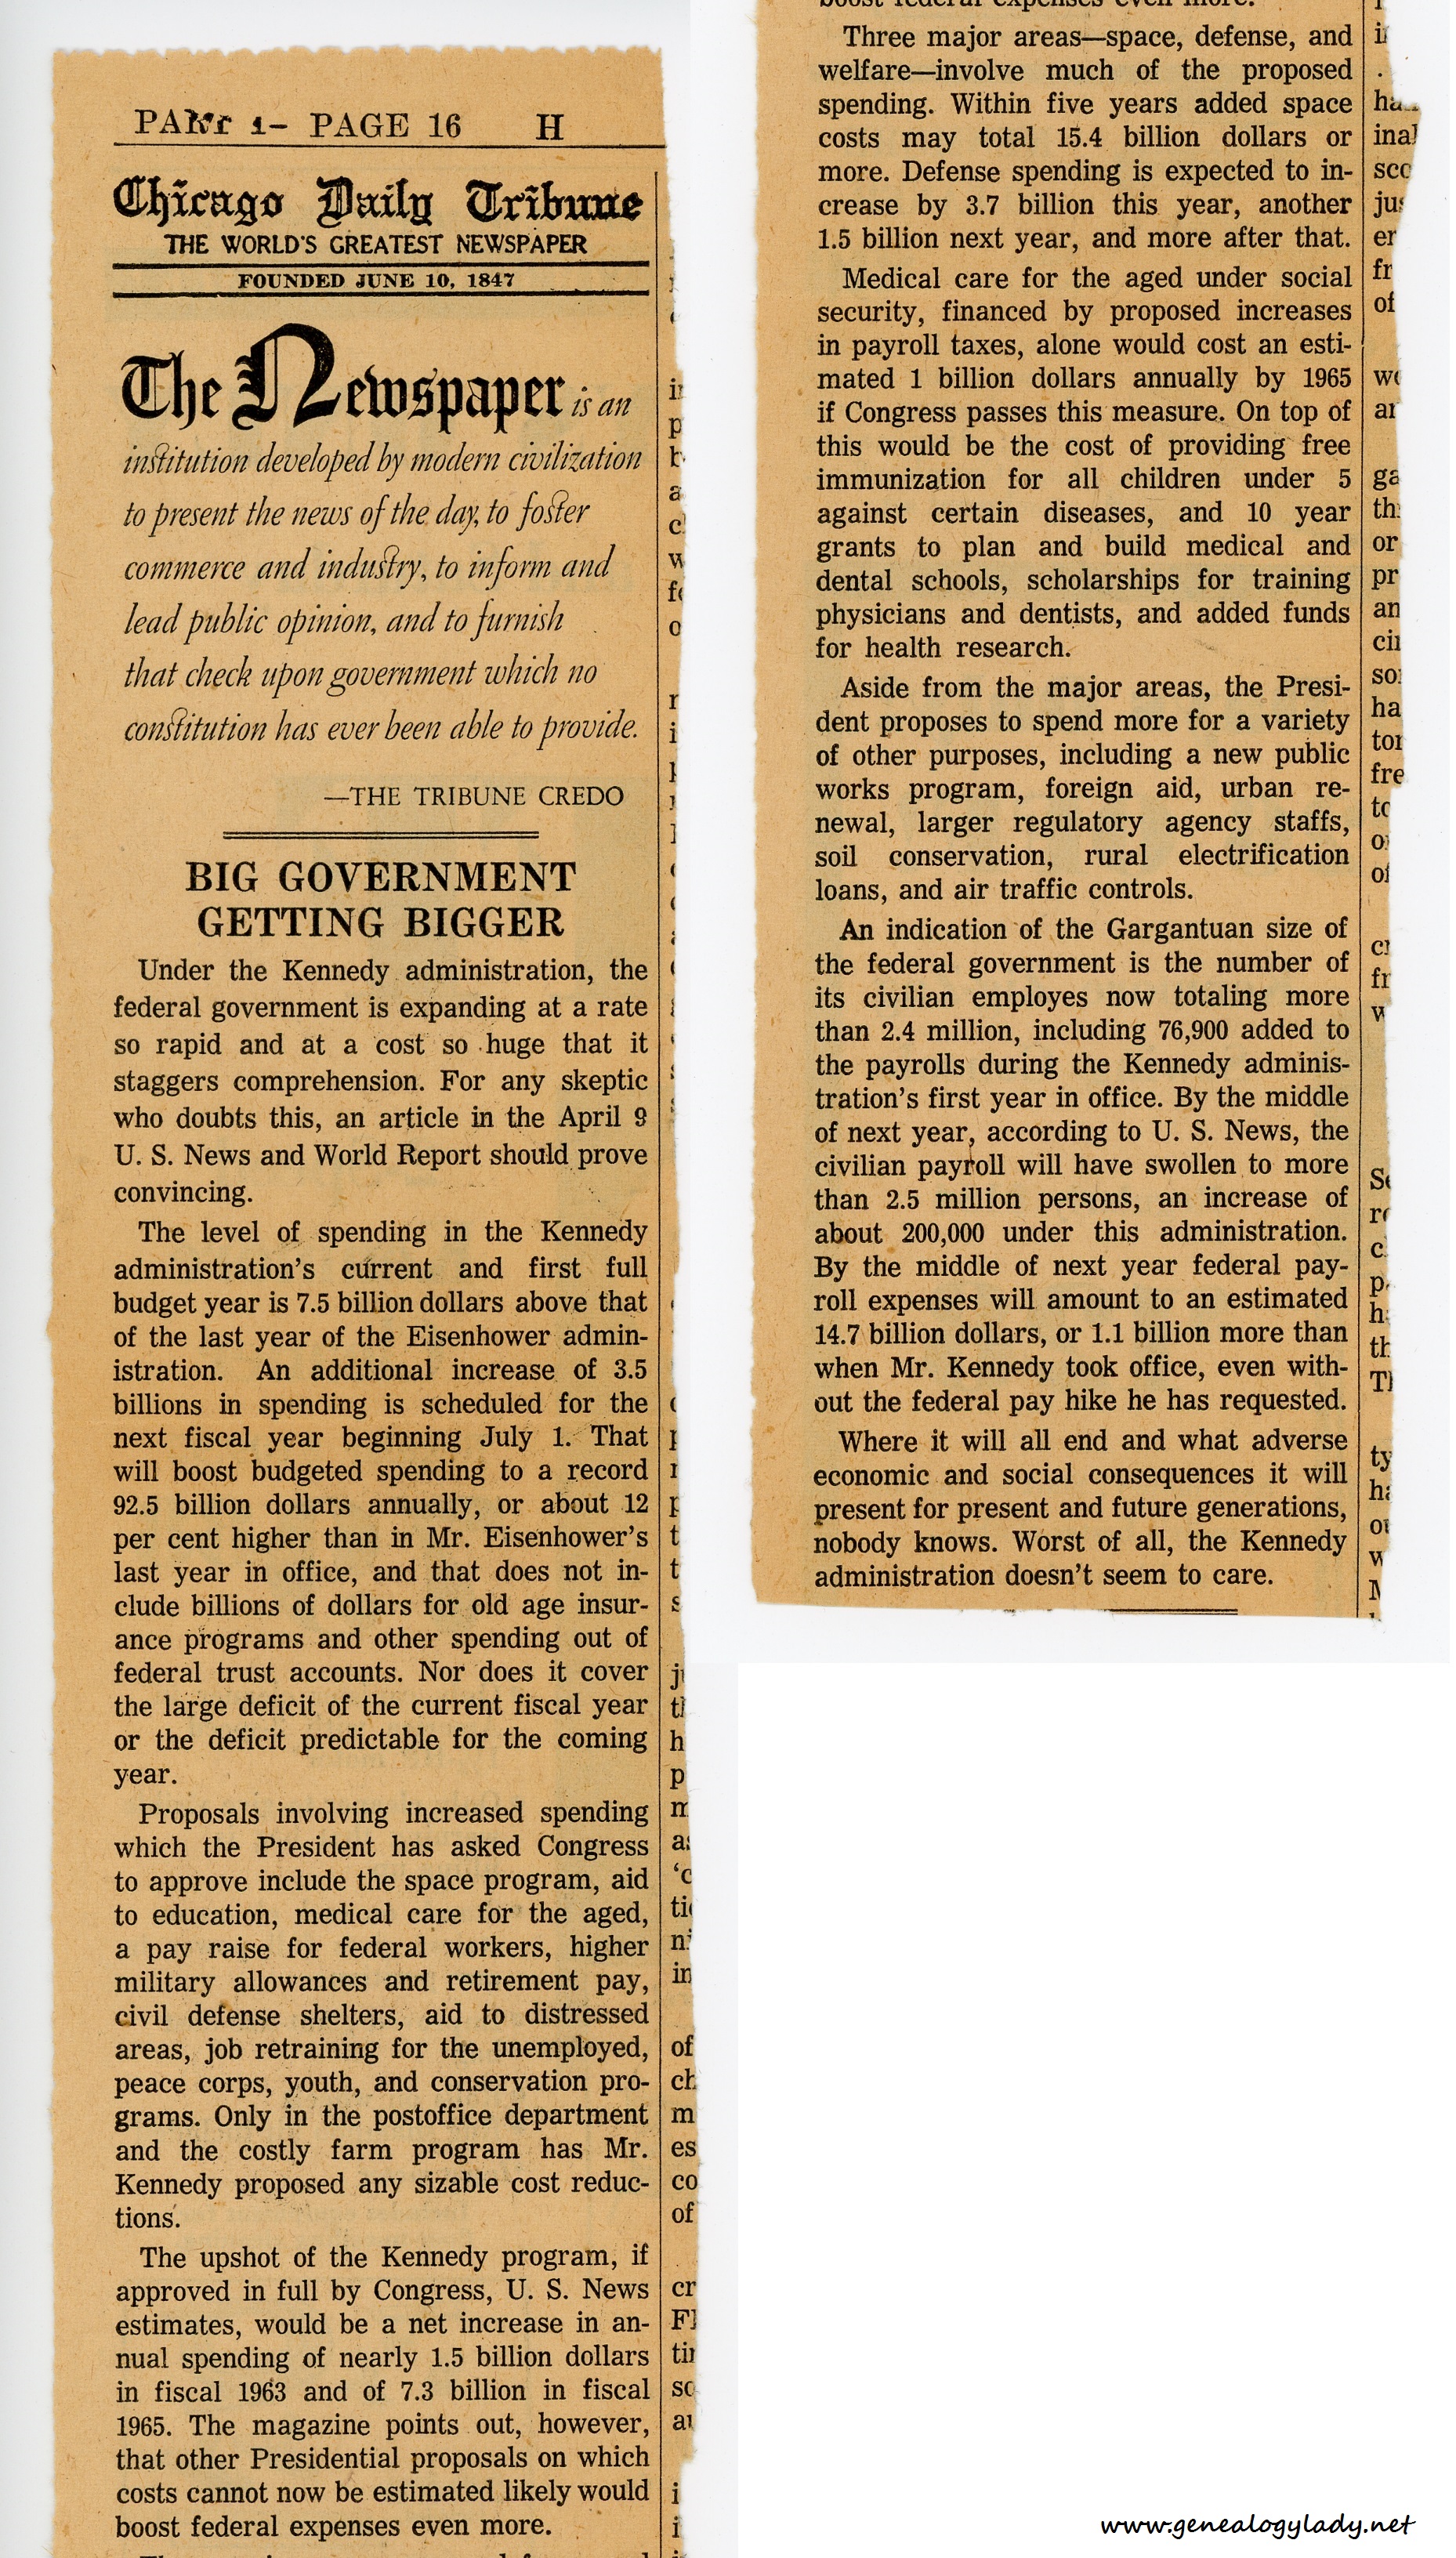 PART 1- PAGE 16 H
Chicago Daily Tribune
THE WORLD'S GREATEST NEWSPAPER
FOUNDED JUNE 10, 1847
The Newspaper is an
institution developed by modern civilization
to present the news of the day, to foster
commerce and industry, to inform and
lead public opinion, and to furnish
that check upon government which no
constitution has ever been able to provide.
—THE TRIBUNE CREDO
BIG GOVERNMENT
GETTING BIGGER
Under the Kennedy administration, the
federal government is expanding at a rate
so rapid and at a cost so huge that it
staggers comprehension. For any skeptic
who doubts this, an article in the April 9
U. S. News and World Report should prove
convincing.
The level of spending in the Kennedy
administration's current and first full
budget year is 7.5 billion dollars above that
of the last year of the Eisenhower admin-
istration. An additional increase of 3.5
billions in spending is scheduled for the
next fiscal year beginning July 1. That
will boost budgeted spending to a record
92.5 billion dollars annually, or about 12
per cent higher than in Mr. Eisenhower's
last year in office, and that does not in-
clude billions of dollars for old age insur-
ance programs and other spending out of
federal trust accounts. Nor does it cover
the large deficit of the current fiscal year
or the deficit predictable for the coming
year.
Proposals involving increased spending
which the President has asked Congress
to approve include the space program, aid
to education, medical care for the aged,
a pay raise for federal workers, higher
military allowances and retirement pay,
civil defense shelters, aid to distressed
areas, job retraining for the unemployed,
peace corps, youth, and conservation pro-
grams. Only in the postoffice department
and the costly farm program has Mr.
Kennedy proposed any sizable cost reduc-
tions.
The upshot of the Kennedy program, if
approved in full by Congress, U. S. News
estimates, would be a net increase in an-
nual spending of nearly 1.5 billion dollars
in fiscal 1963 and of 7.3 billion in fiscal
1965. The magazine points out, however,
that other Presidential proposals on which
costs cannot now be estimated likely would
boost federal expenses even more.
boost federal expenses even more.
Three major areas—space, defense, and
welfare—involve much of the proposed
spending. Within five years added space
costs may total 15.4 billion dollars or
more. Defense spending is expected to in-
crease by 3.7 billion this year, another
1.5 billion next year, and more after that.
Medical care for the aged under social
security, financed by proposed increases
in payroll taxes, alone would cost an esti-
mated 1 billion dollars annually by 1965
if Congress passes this measure. On top of
this would be the cost of providing free
immunization for all children under 5
against certain diseases, and 10 year
grants to plan and build medical and
dental schools, scholarships for training
physicians and dentists, and added funds
for health research.
Aside from the major areas, the Presi-
dent proposes to spend more for a variety
of other purposes, including a new public
works program, foreign aid, urban re-
newal, larger regulatory agency staffs,
soil conservation, rural electrification
loans, and air traffic controls.
An indication of the Gargantuan size of
the federal government is the number of
its civilian employes now totaling more
than 2.4 million, including 76,900 added to
the payrolls during the Kennedy adminis-
tration's first year in office. By the middle
of next year, according to U. S. News, the
civilian payroll will have swollen to more
than 2.5 million persons, an increase of
about 200,000 under this administration.
By the middle of next year federal pay-
roll expenses will amount to an estimated
14.7 billion dollars, or 1.1 billion more than
when Mr. Kennedy took office, even with-
out the federal pay hike he has requested.
Where it will all end and what adverse
economic and social consequences it will
present for present and future generations,
nobody knows. Worst of all, the Kennedy
administration doesn't seem to care.
www.genealogylady.net